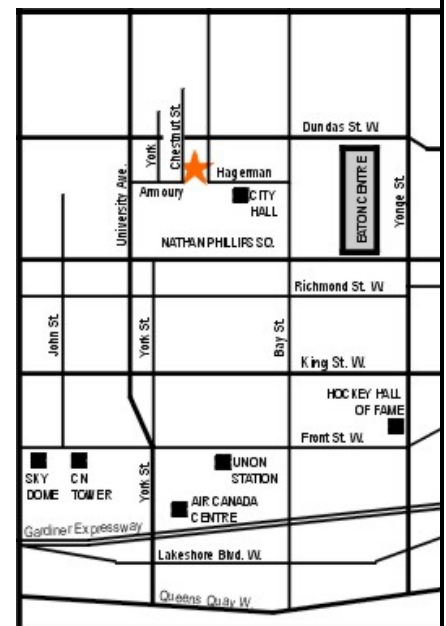 Dundas St. W.
York
Chestnut St.
University Ave.
Hagerman
Armoury
CITY
HALL
EATON CENTRE
Yonge St.
NATHAN PHILLIPS SQ.
Richmond St. W.
John St.
York St.
Bay St.
King St. W.
HOCKEY HALL
OF FAME
Front St. W.
SKY
DOME
CN
TOWER
York St.
UNON
STATION
AIR CANADA
CENTRE
Gardiner Expressway
Lakeshore Blvd. W.
Queens Quay W.